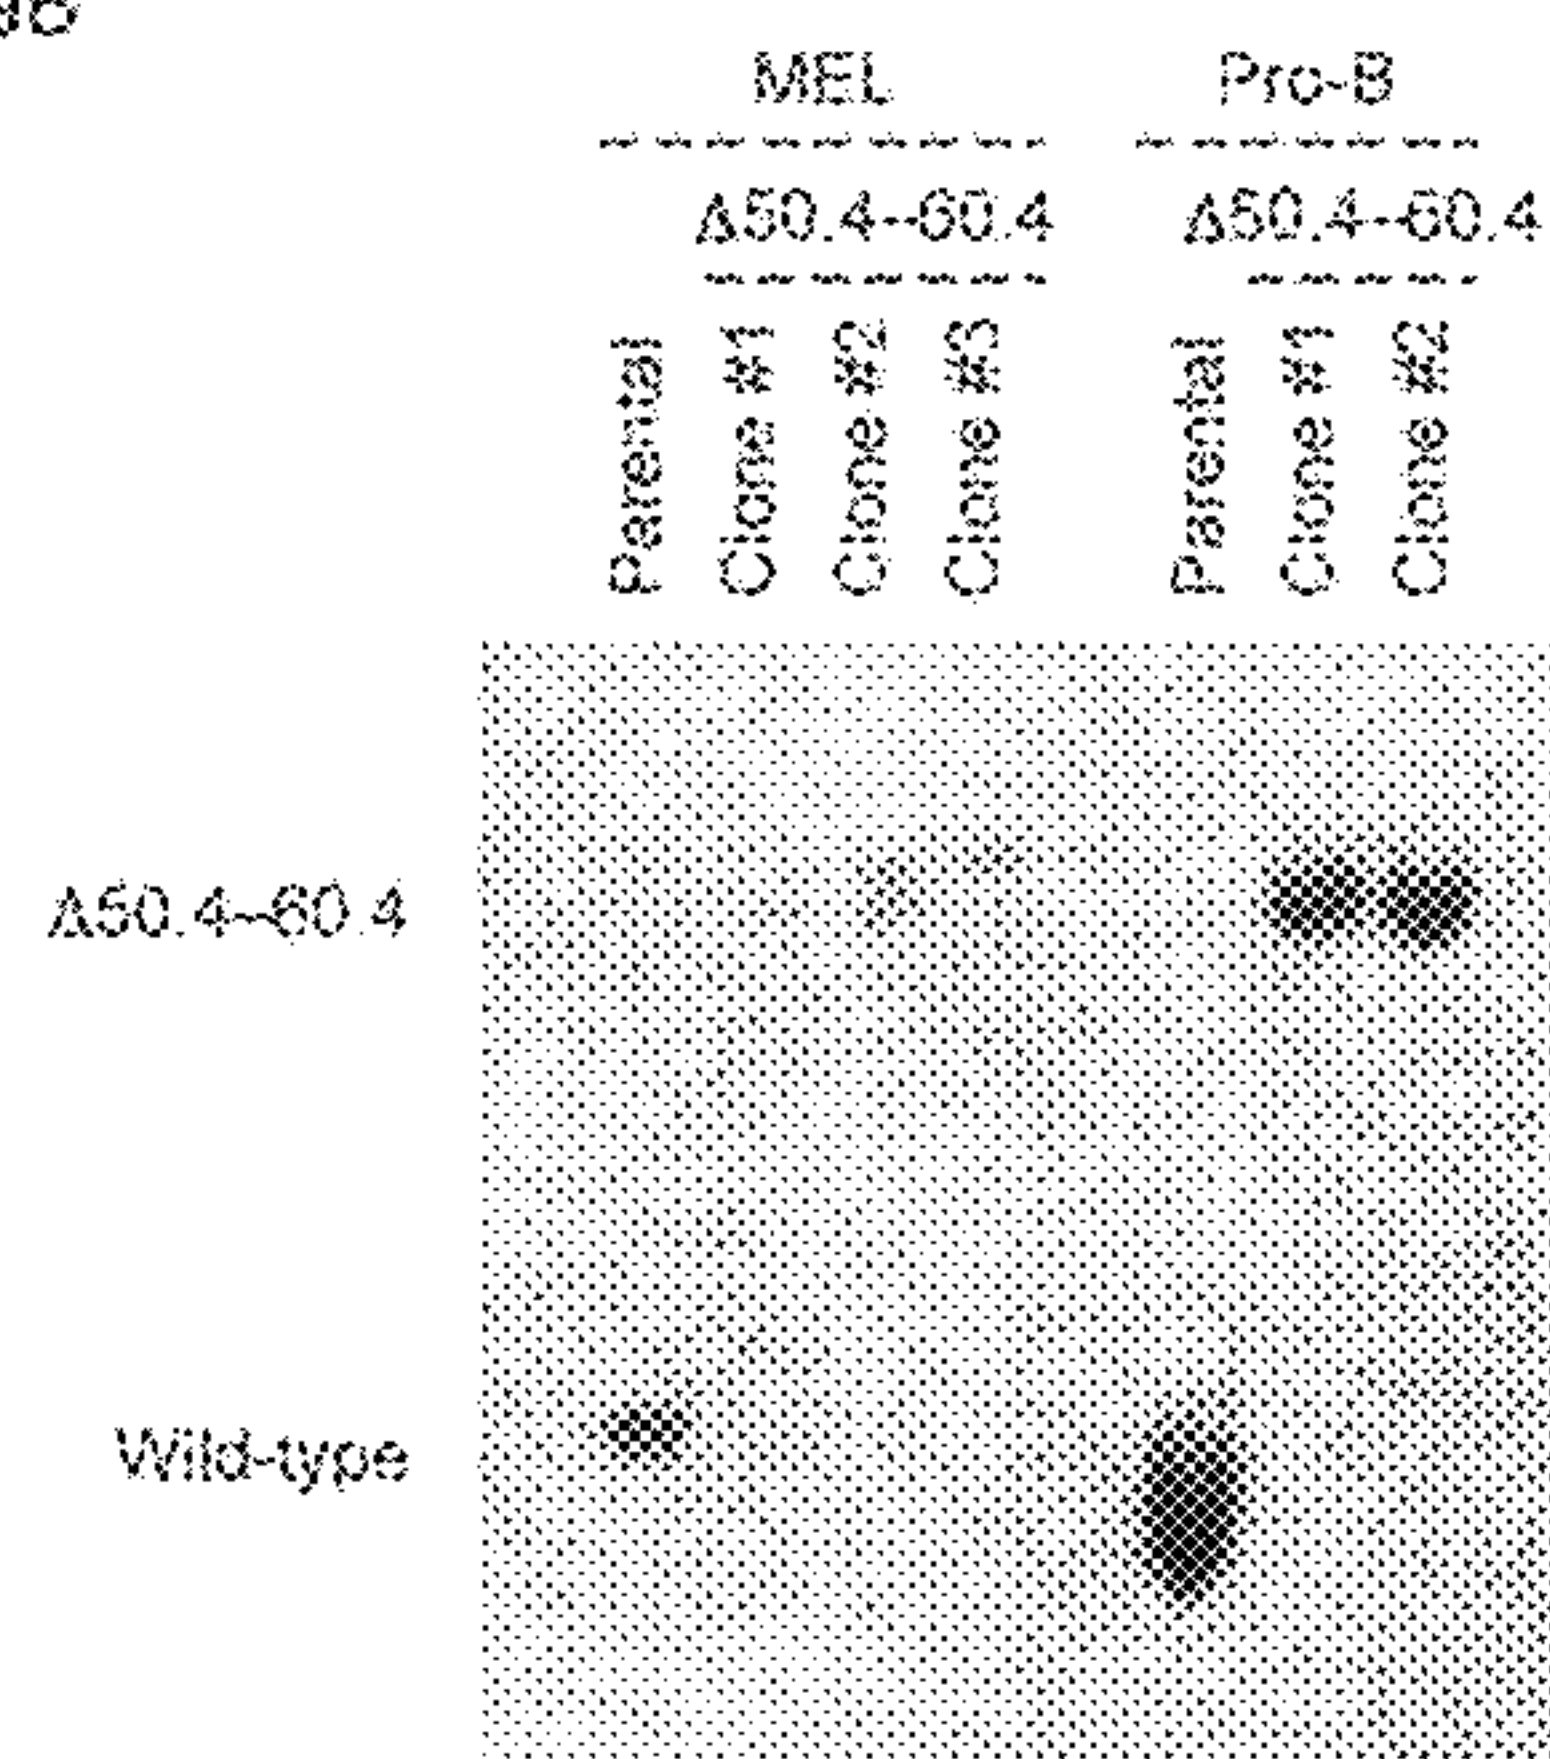 MEL Pro-B
Δ50.4--60.4 Δ50.4--60.4
Parental Clone #1 Clone #2 Clone #3 Parental Clone #1 Clone #2
Δ50.4--60.4
Wild-type